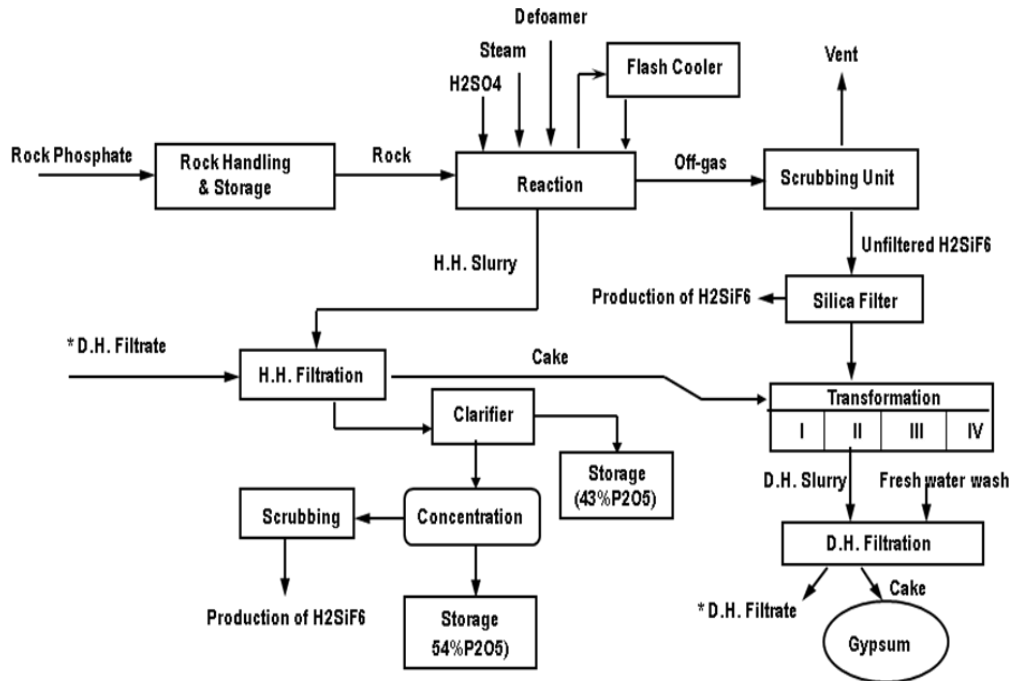 Defoamer
Steam
H2SO4
Flash Cooler
Vent
Rock Phosphate
Rock Handling
& Storage
Rock
Reaction
Off-gas
Scrubbing Unit
H.H. Slurry
Unfiltered H2SiF6
Production of H2SiF6
Silica Filter
* D.H. Filtrate
H.H. Filtration
Cake
Transformation
I II III IV
Clarifier
Storage
(43%P2O5)
D.H. Slurry
Fresh water wash
Scrubbing
Concentration
D.H. Filtration
Production of H2SiF6
Storage
54%P2O5)
* D.H. Filtrate
Cake
Gypsum